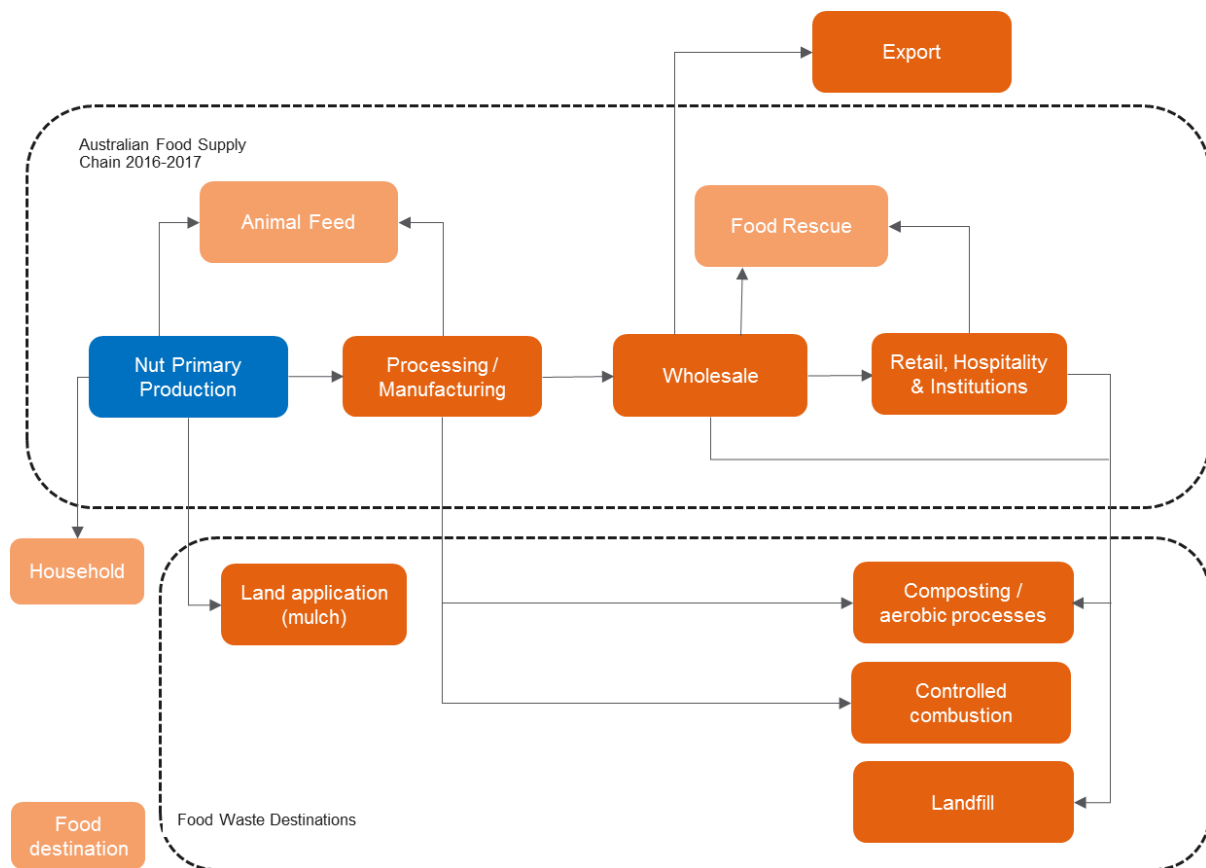 Export
Australian Food Supply
Chain 2016-2017
Animal Feed
Food Rescue
Nut Primary
Production
Processing /
Manufacturing
Wholesale
Retail, Hospitality
& Institutions
Household
Land application
(mulch)
Composting /
aerobic processes
Controlled
combustion
Landfill
Food Waste Destinations
Food
destination